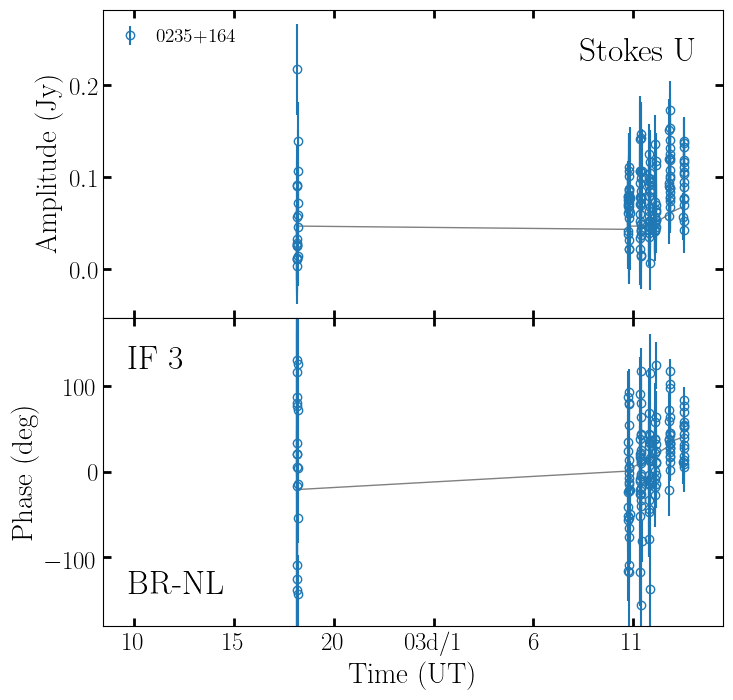 0235+164
Stokes U
Amplitude (Jy)
0.2
0.1
0.0
IF 3
Phase (deg)
100
0
−100
BR-NL
10 15 20 03d/1 6 11
Time (UT)